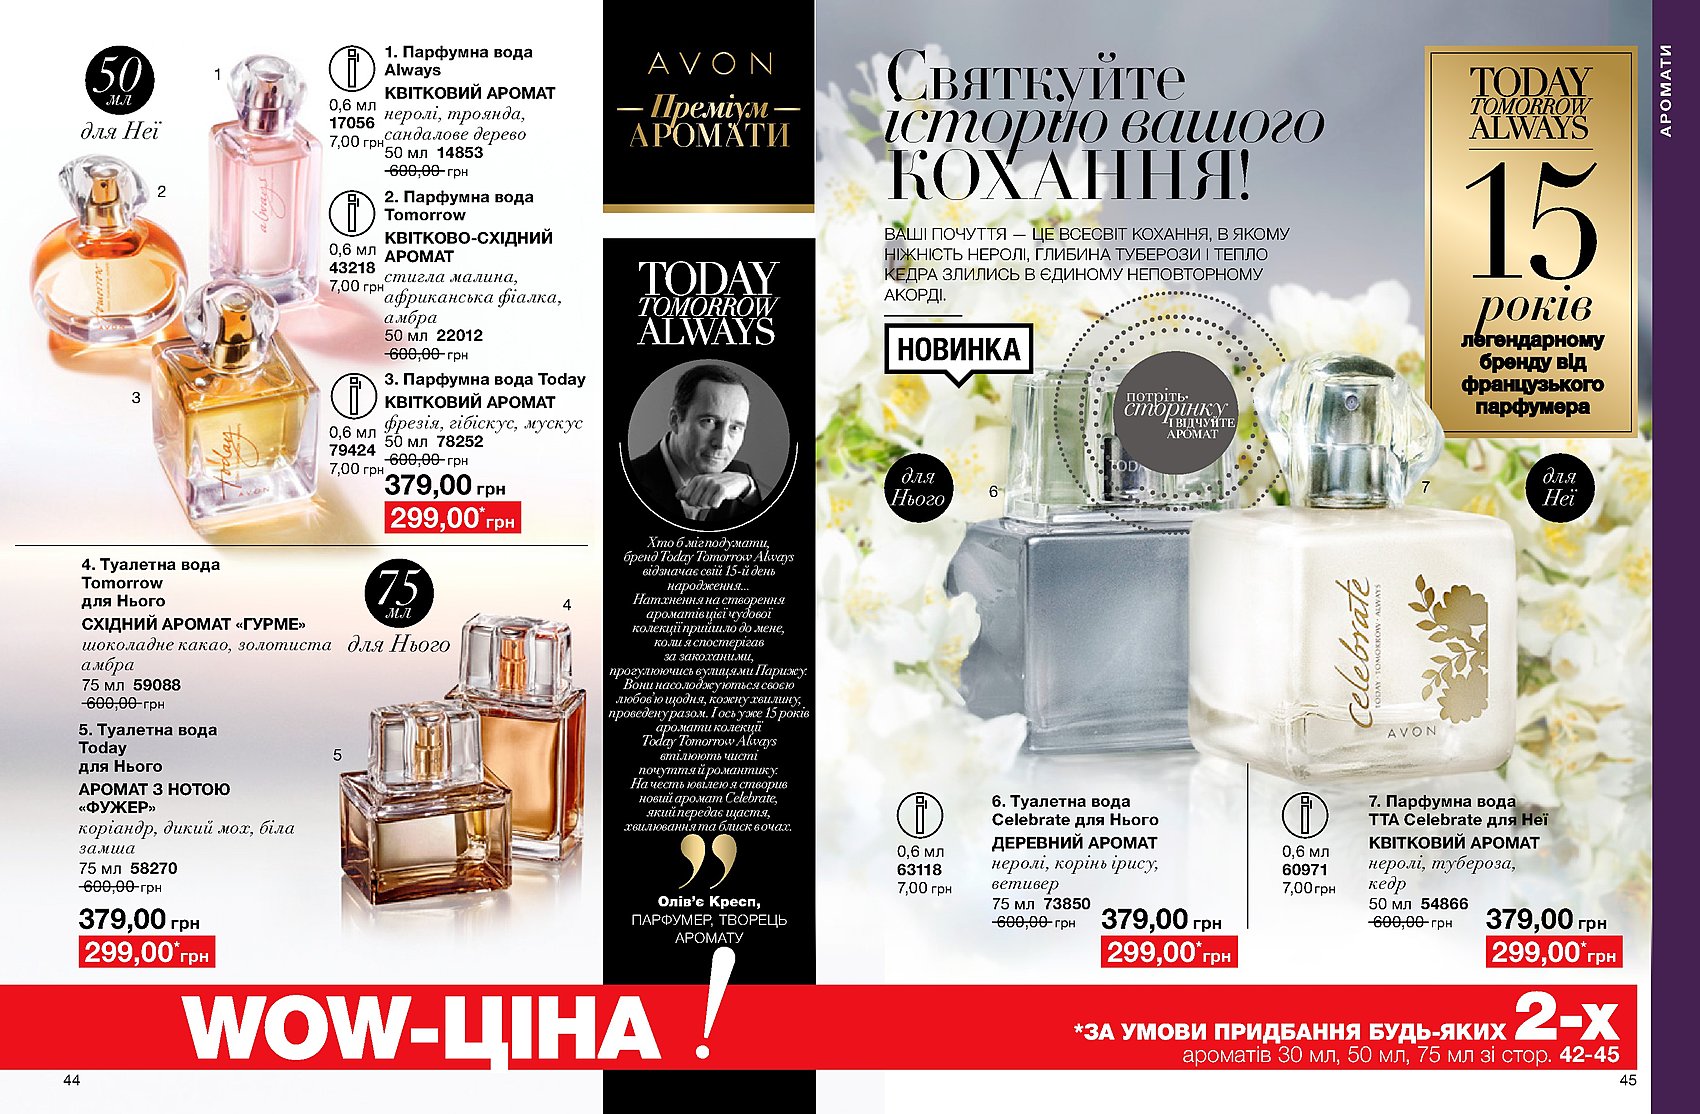 50
мл
для Неї
1
2
3
0,6 мл
17056
7,00 грн
1. Парфумна вода
Always
КВІТКОВИЙ АРОМАТ
неролі, троянда,
сандалове дерево
50 мл 14853
600,00 грн
0,6 мл
43218
7,00 грн
2. Парфумна вода
Tomorrow
КВІТКОВО-СХІДНИЙ
АРОМАТ
стигла малина,
африканська фіалка,
амбра
50 мл 22012
600,00 грн
0,6 мл
79424
7,00 грн
3. Парфумна вода Today
КВІТКОВИЙ АРОМАТ
фрезія, гібіскус, мускус
50 мл 78252
600,00 грн
379,00 грн
299,00* грн
always
tomorrow
AVON
today
AVON
4. Туалетна вода
Tomorrow
для Нього
СХІДНИЙ АРОМАТ «ГУРМЕ»
шоколадне какао, золотиста
амбра
75 мл 59088
600,00 грн
75
мл
для Нього
4
5
5. Туалетна вода
Today
для Нього
АРОМАТ З НОТОЮ
«ФУЖЕР»
коріандр, дикий мох, біла
замша
75 мл 58270
600,00 грн
379,00 грн
299,00* грн
AVON
Преміум
АРОМАТИ
TODAY
TOMORROW
ALWAYS
Хто б міг подумати,
бренд Today Tomorrow Always
відзначає свій 15-й день
народження...
Натхнення на створення
ароматів цієї чудової
колекції прийшло до мене,
коли я спостерігав
за закоханими,
прогулюючись вулицями Парижу.
Вони насолоджуються своєю
любов'ю щодня, кожну хвилину,
проведену разом. І ось уже 15 років
аромати колекції
Today Tomorrow Always
втілюють чисті
почуття й романтику.
На честь ювілею я створив
новий аромат Celebrate,
який передає щастя,
хвилювання та блиск в очах.
Олів'є Кресп,
ПАРФУМЕР, ТВОРЕЦЬ
АРОМАТУ
Святкуйте
історію вашого
КОХАННЯ!
ВАШІ ПОЧУТТЯ — ЦЕ ВСЕСВІТ КОХАННЯ, В ЯКОМУ
НІЖНІСТЬ НЕРОЛІ, ГЛИБИНА ТУБЕРОЗИ І ТЕПЛО
КЕДРА ЗЛИЛИСЬ В ЄДИНОМУ НЕПОВТОРНОМУ
АКОРДІ.
НОВИНКА
ПОТРІТЬ
сторінку
І ВІДЧУЙТЕ
АРОМАТ
TODAY
TOMORROW
ALWAYS
15
років
легендарному
бренду від
французького
парфумера
АРОМАТИ
для
Нього
6
7
для
Неї
TOD
Celebrate
TODAY · TOMORROW · ALWAYS
AVON
0,6 мл
63118
7,00 грн
6. Туалетна вода
Celebrate для Нього
ДЕРЕВНИЙ АРОМАТ
неролі, корінь ірису,
ветивер
75 мл 73850
600,00 грн
379,00 грн
299,00* грн
0,6 мл
60971
7,00 грн
7. Парфумна вода
TTA Celebrate для Неї
КВІТКОВИЙ АРОМАТ
неролі, тубероза,
кедр
50 мл 54866
600,00 грн
379,00 грн
299,00* грн
WOW-ЦІНА!
*ЗА УМОВИ ПРИДБАННЯ БУДЬ-ЯКИХ 2-х
ароматів 30 мл, 50 мл, 75 мл зі стор. 42-45
44
45